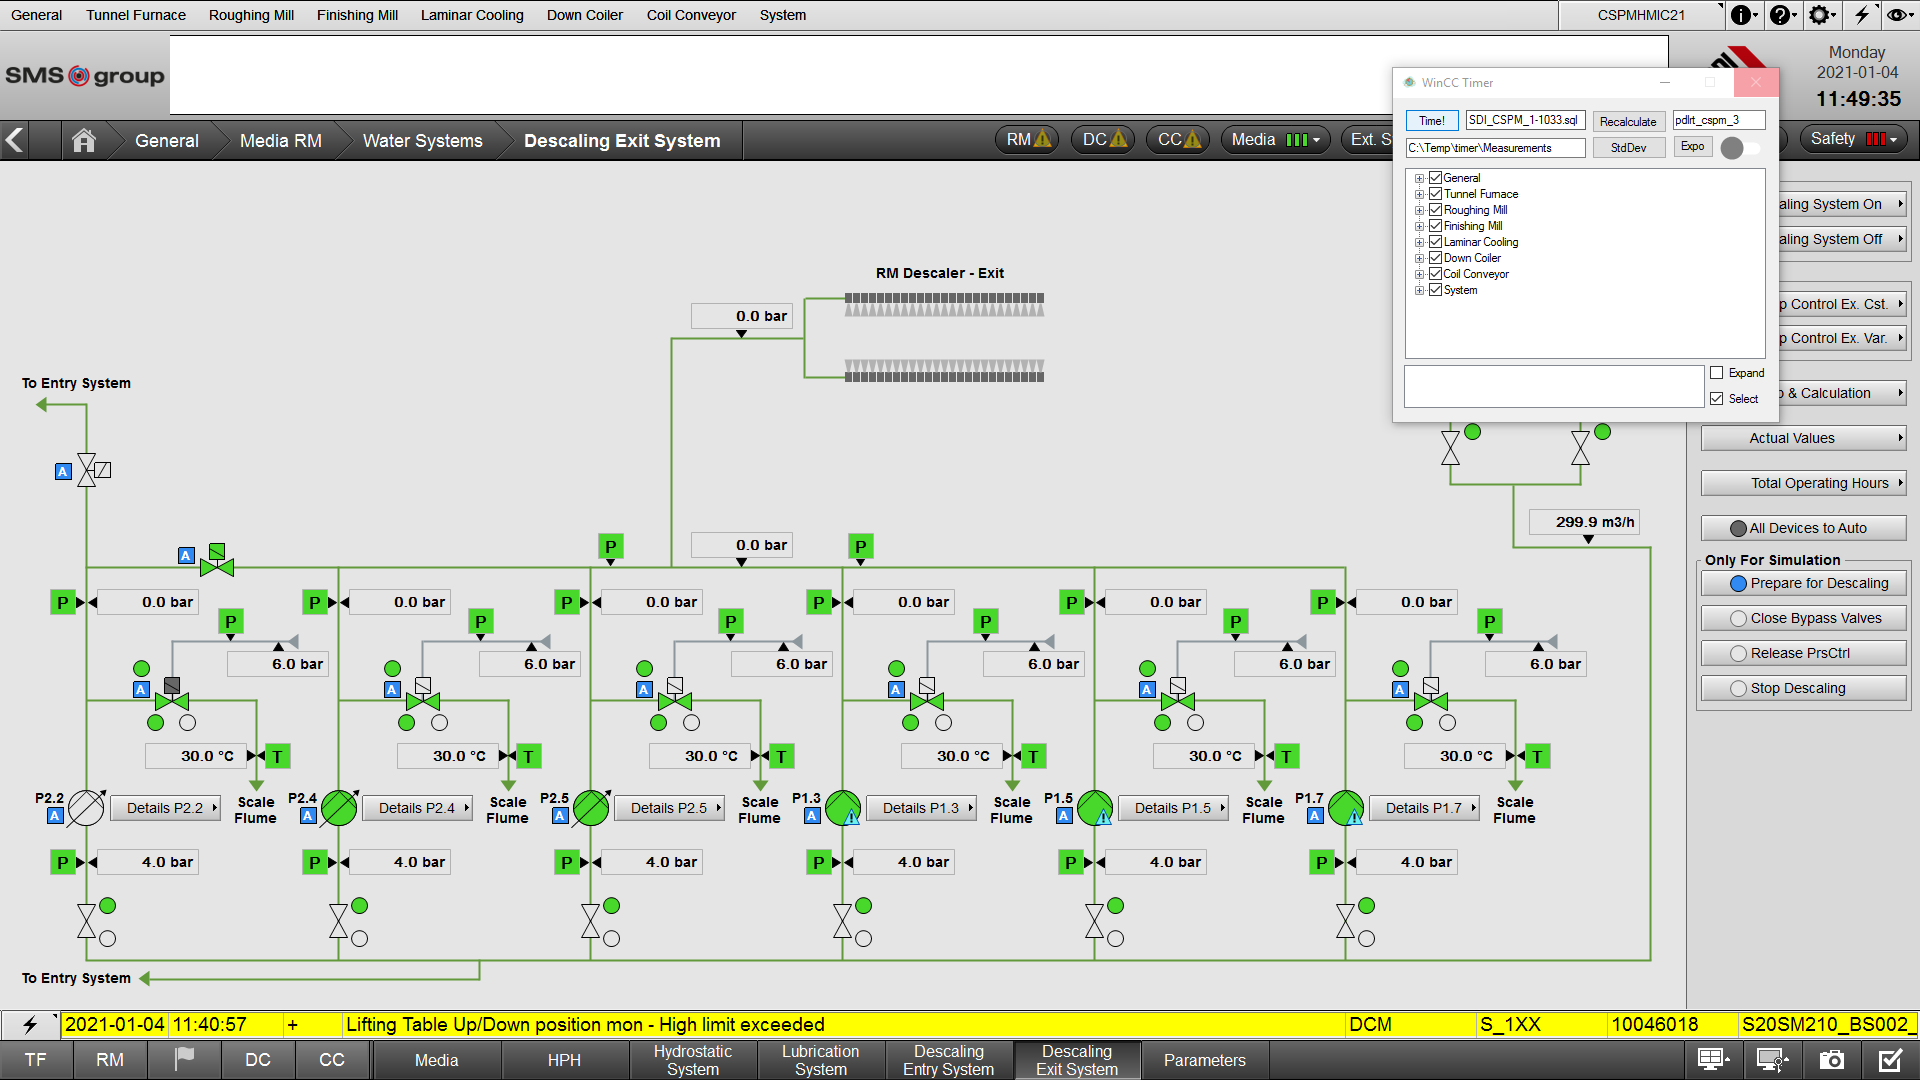 General Tunnel Furnace Roughing Mill Finishing Mill Laminar Cooling Down Coiler Coil Conveyor System CSPMHMIC21
SMS group
Monday
2021-01-04
11:49:35
WinCC Timer
Time! SDI_CSPM_1-1033.sql Recalculate pdlrt_cspm_3
C:\Temp\timer\Measurements StdDev Expo
General
Tunnel Furnace
Roughing Mill
Finishing Mill
Laminar Cooling
Down Coiler
Coil Conveyor
System
Expand
Select
General Media RM Water Systems Descaling Exit System RM DC CC Media Ext. S Safety
aling System On
aling System Off
p Control Ex. Cst.
p Control Ex. Var.
& Calculation
Actual Values
Total Operating Hours
All Devices to Auto
Only For Simulation
Prepare for Descaling
Close Bypass Valves
Release PrsCtrl
Stop Descaling
RM Descaler - Exit
0.0 bar
To Entry System
A
299.9 m3/h
A P 0.0 bar P
P 0.0 bar P 0.0 bar P 0.0 bar P 0.0 bar P 0.0 bar P 0.0 bar
P P P P P P
6.0 bar 6.0 bar 6.0 bar 6.0 bar 6.0 bar 6.0 bar
A A A A A A
30.0 °C T 30.0 °C T 30.0 °C T 30.0 °C T 30.0 °C T 30.0 °C T
P2.2 A Details P2.2 Scale Flume
P2.4 A Details P2.4 Scale Flume
P2.5 A Details P2.5 Scale Flume
P1.3 A Details P1.3 Scale Flume
P1.5 A Details P1.5 Scale Flume
P1.7 A Details P1.7 Scale Flume
P 4.0 bar P 4.0 bar P 4.0 bar P 4.0 bar P 4.0 bar P 4.0 bar
To Entry System
2021-01-04 11:40:57 + Lifting Table Up/Down position mon - High limit exceeded DCM S_1XX 10046018 S20SM210_BS002_
TF RM DC CC Media HPH Hydrostatic System Lubrication System Descaling Entry System Descaling Exit System Parameters